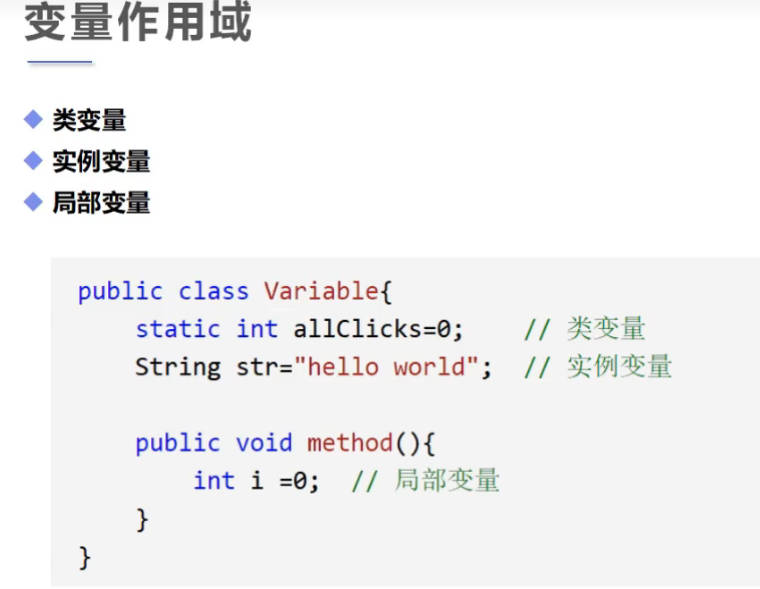 变量作用域
类变量
实例变量
局部变量
public class Variable{
    static int allClicks=0;    // 类变量
    String str="hello world";  // 实例变量

    public void method(){
        int i =0;  // 局部变量
    }
}